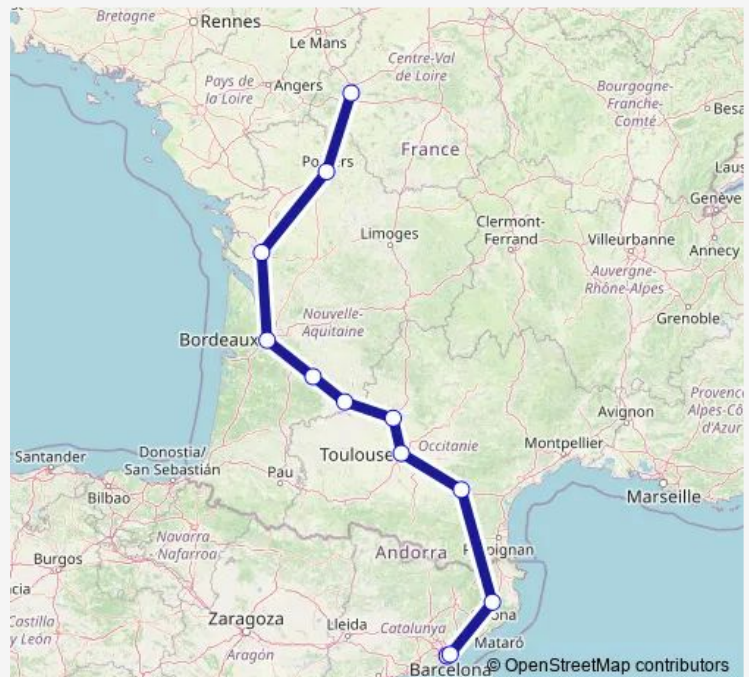 Bretagne
Rennes
Le Mans
Centre-Val
de Loire
Pays de
la Loire
Angers
Bourgogne-
Franche-
Comté
France
Genève
Limoges
Clermont-
Ferrand
Villeurbanne
Annecy
Auvergne-
Rhône-Alpes
Nouvelle-
Aquitaine
Grenoble
Bordeaux
Avignon
Alpes-Cô
d'Azur
Santander
Donostia/
San Sebastián
Toulouse
Occitanie
Montpellier
Pau
Bilbao
Marseille
Navarra
- Nafarroa
Andorra
Burgos
Zaragoza
Lleida
Catalunya
Castilla
y León
Aragón
Mataró
Barcelona
© OpenStreetMap contributors